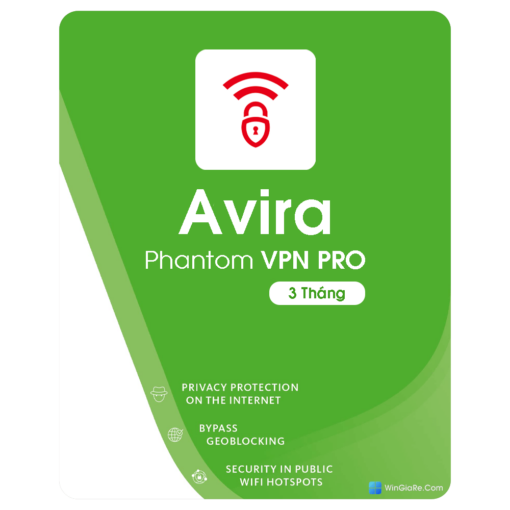 Avira
Phantom VPN PRO
3 Tháng
PRIVACY PROTECTION
ON THE INTERNET
BYPASS
GEOBLOCKING
SECURITY IN PUBLIC
WIFI HOTSPOTS
WinGiaRe.Com